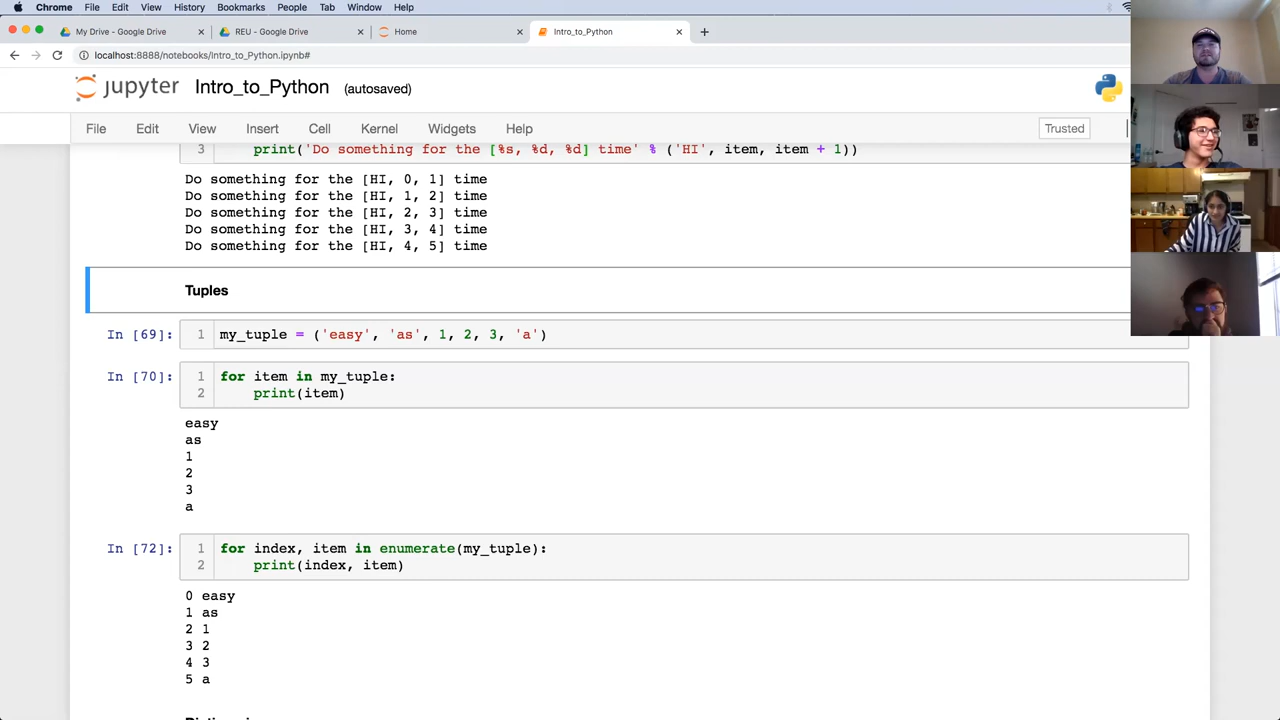 Chrome File Edit View History Bookmarks People Tab Window Help
My Drive - Google Drive REU - Google Drive Home Intro_to_Python
localhost:8888/notebooks/Intro_to_Python.ipynb#
jupyter Intro_to_Python (autosaved)
File Edit View Insert Cell Kernel Widgets Help Trusted
3 print('Do something for the [%s, %d, %d] time' % ('HI', item, item + 1))
Do something for the [HI, 0, 1] time
Do something for the [HI, 1, 2] time
Do something for the [HI, 2, 3] time
Do something for the [HI, 3, 4] time
Do something for the [HI, 4, 5] time
Tuples
In [69]: 1 my_tuple = ('easy', 'as', 1, 2, 3, 'a')
In [70]: 1 for item in my_tuple:
2 print(item)
easy
as
1
2
3
a
In [72]: 1 for index, item in enumerate(my_tuple):
2 print(index, item)
0 easy
1 as
2 1
3 2
4 3
5 a